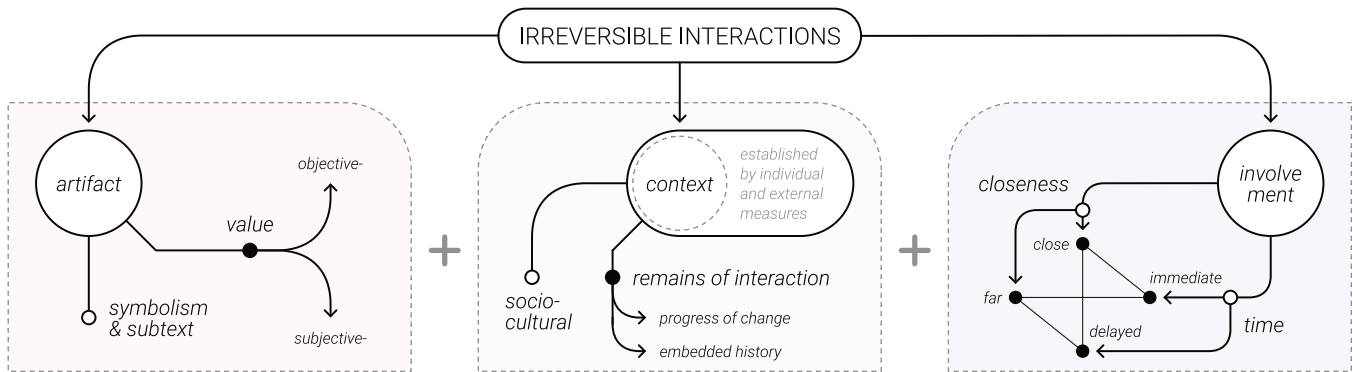 IRREVERSIBLE INTERACTIONS
artifact
objective-
value
symbolism
& subtext
subjective-
context
established
by individual
and external
measures
remains of interaction
socio-
cultural
progress of change
embedded history
involve
ment
closeness
close
immediate
far
time
delayed